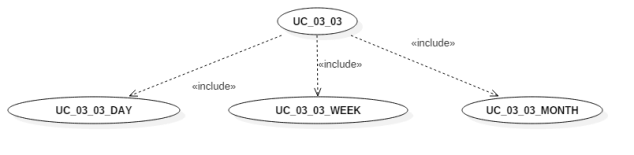 UC_03_03
«include»
«include»
«include»
UC_03_03_DAY
UC_03_03_WEEK
UC_03_03_MONTH